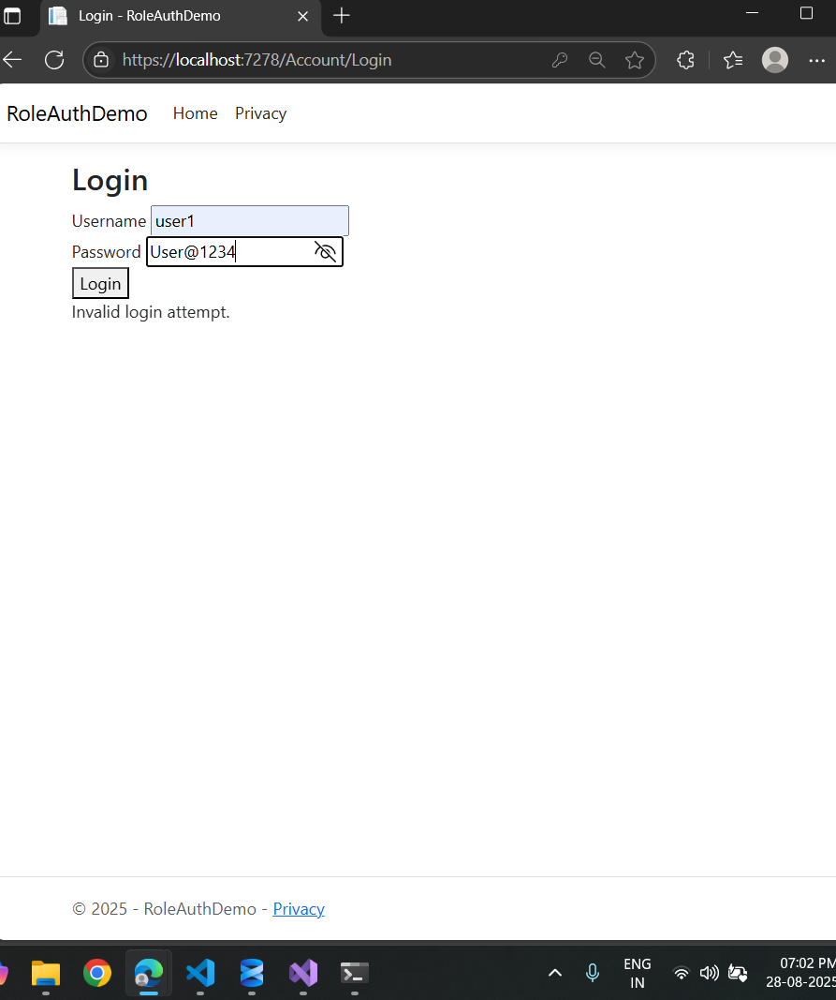 Login - RoleAuthDemo
https://localhost:7278/Account/Login
RoleAuthDemo Home Privacy
Login
Username user1
Password User@1234
Login
Invalid login attempt.
© 2025 - RoleAuthDemo - Privacy
ENG
IN
07:02 PM
28-08-2025